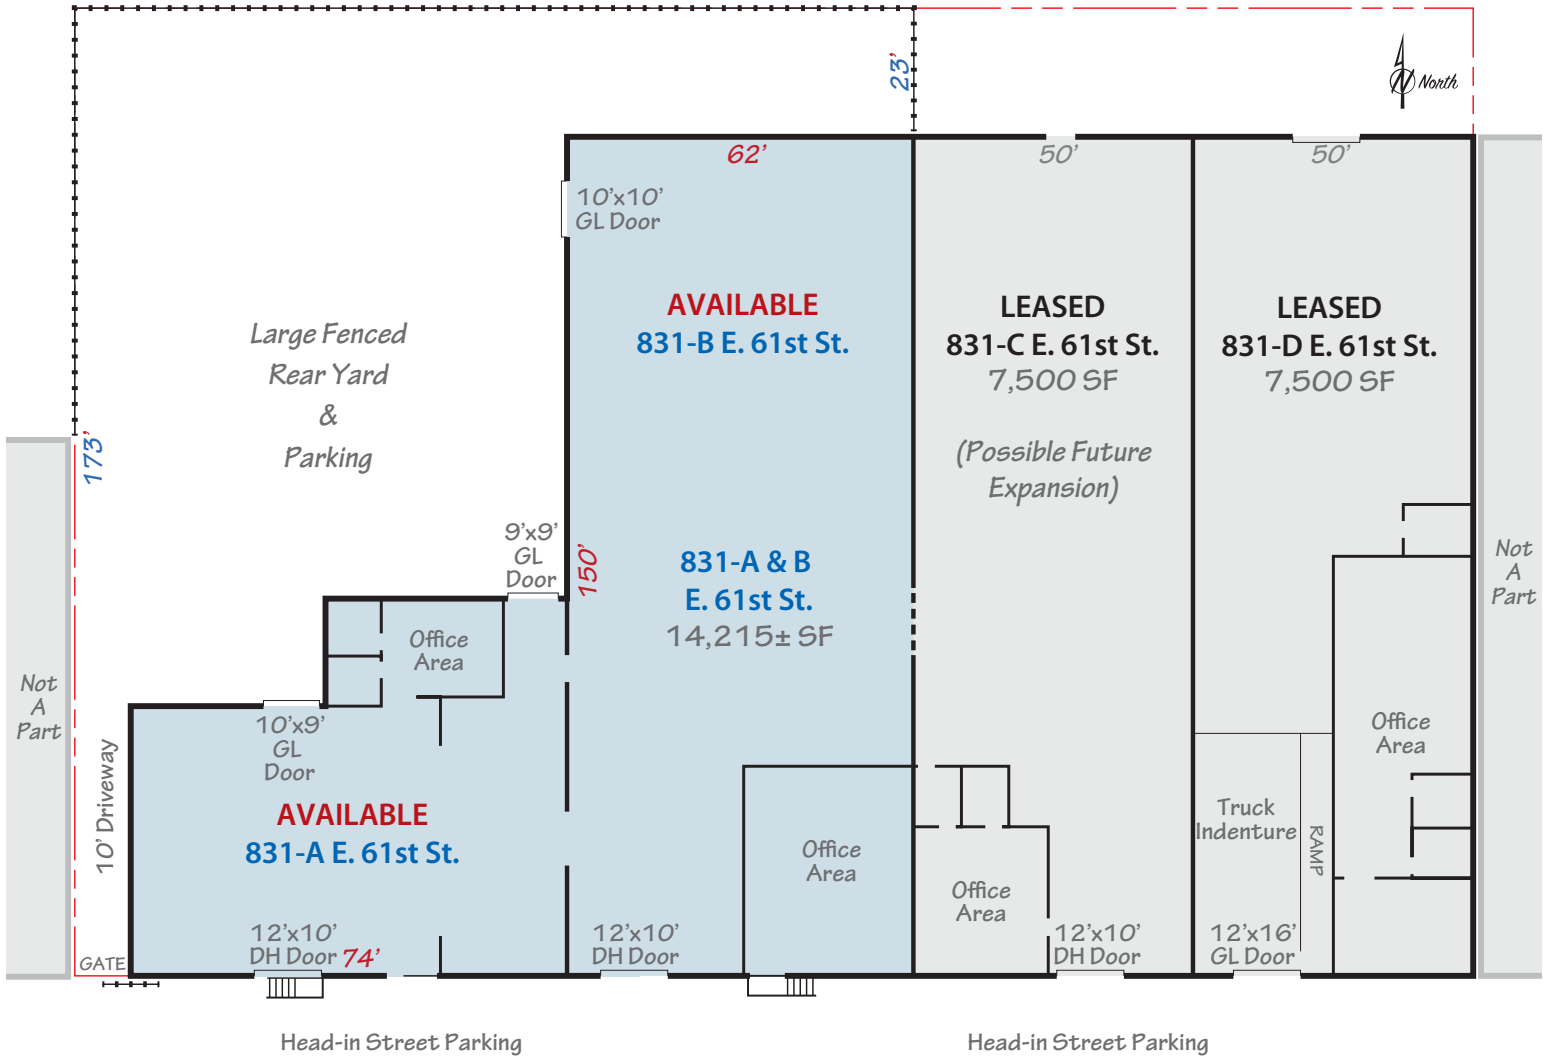 23'
North
62'
50'
50'
10'x10'
GL Door
AVAILABLE
831-B E. 61st St.
LEASED
831-C E. 61st St.
7,500 SF
(Possible Future
Expansion)
LEASED
831-D E. 61st St.
7,500 SF
Large Fenced
Rear Yard
&
Parking
173'
9'x9'
GL
Door
150'
831-A & B
E. 61st St.
14,215± SF
Not
A
Part
Not
A
Part
Office
Area
10'x9'
GL
Door
10' Driveway
AVAILABLE
831-A E. 61st St.
Office
Area
Office
Area
Truck
Indenture
RAMP
Office
Area
GATE
12'x10'
DH Door
74'
12'x10'
DH Door
12'x10'
DH Door
12'x16'
GL Door
Head-in Street Parking
Head-in Street Parking